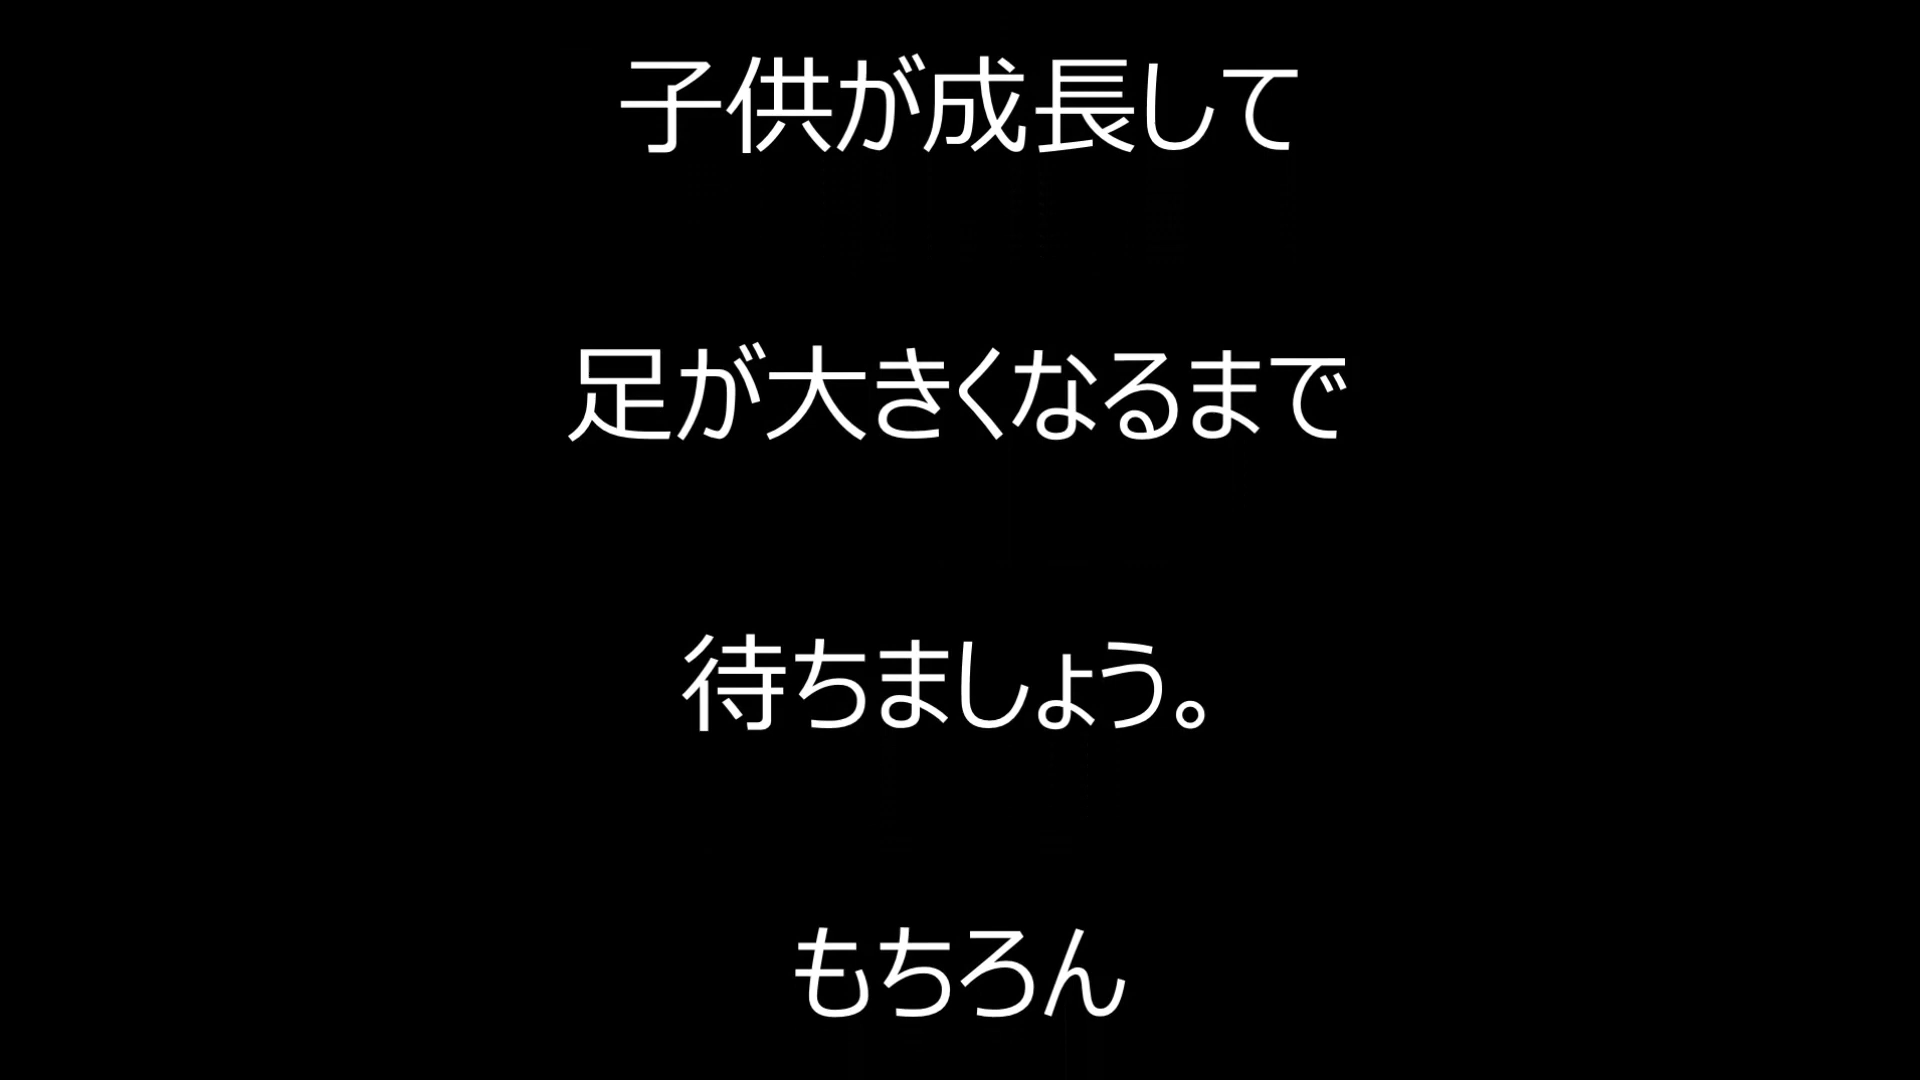 子供が成長して
足が大きくなるまで
待ちましょう。
もちろん